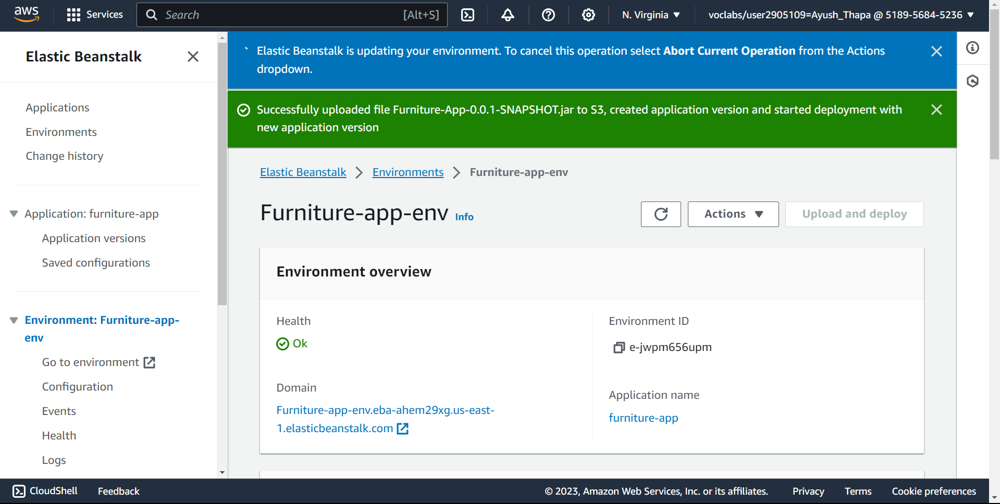 aws
Services
Search
[Alt+S]
N. Virginia
voclabs/user2905109=Ayush_Thapa @ 5189-5684-5236
Elastic Beanstalk
Applications
Environments
Change history
Application: furniture-app
Application versions
Saved configurations
Environment: Furniture-app-
env
Go to environment
Configuration
Events
Health
Logs
Elastic Beanstalk is updating your environment. To cancel this operation select Abort Current Operation from the Actions
dropdown.
Successfully uploaded file Furniture-App-0.0.1-SNAPSHOT.jar to S3, created application version and started deployment with
new application version
Elastic Beanstalk
Environments
Furniture-app-env
Furniture-app-env Info
Actions
Upload and deploy
Environment overview
Health
Ok
Domain
Furniture-app-env.eba-ahem29xg.us-east-
1.elasticbeanstalk.com
Environment ID
e-jwpm656upm
Application name
furniture-app
CloudShell
Feedback
© 2023, Amazon Web Services, Inc. or its affiliates.
Privacy
Terms
Cookie preferences